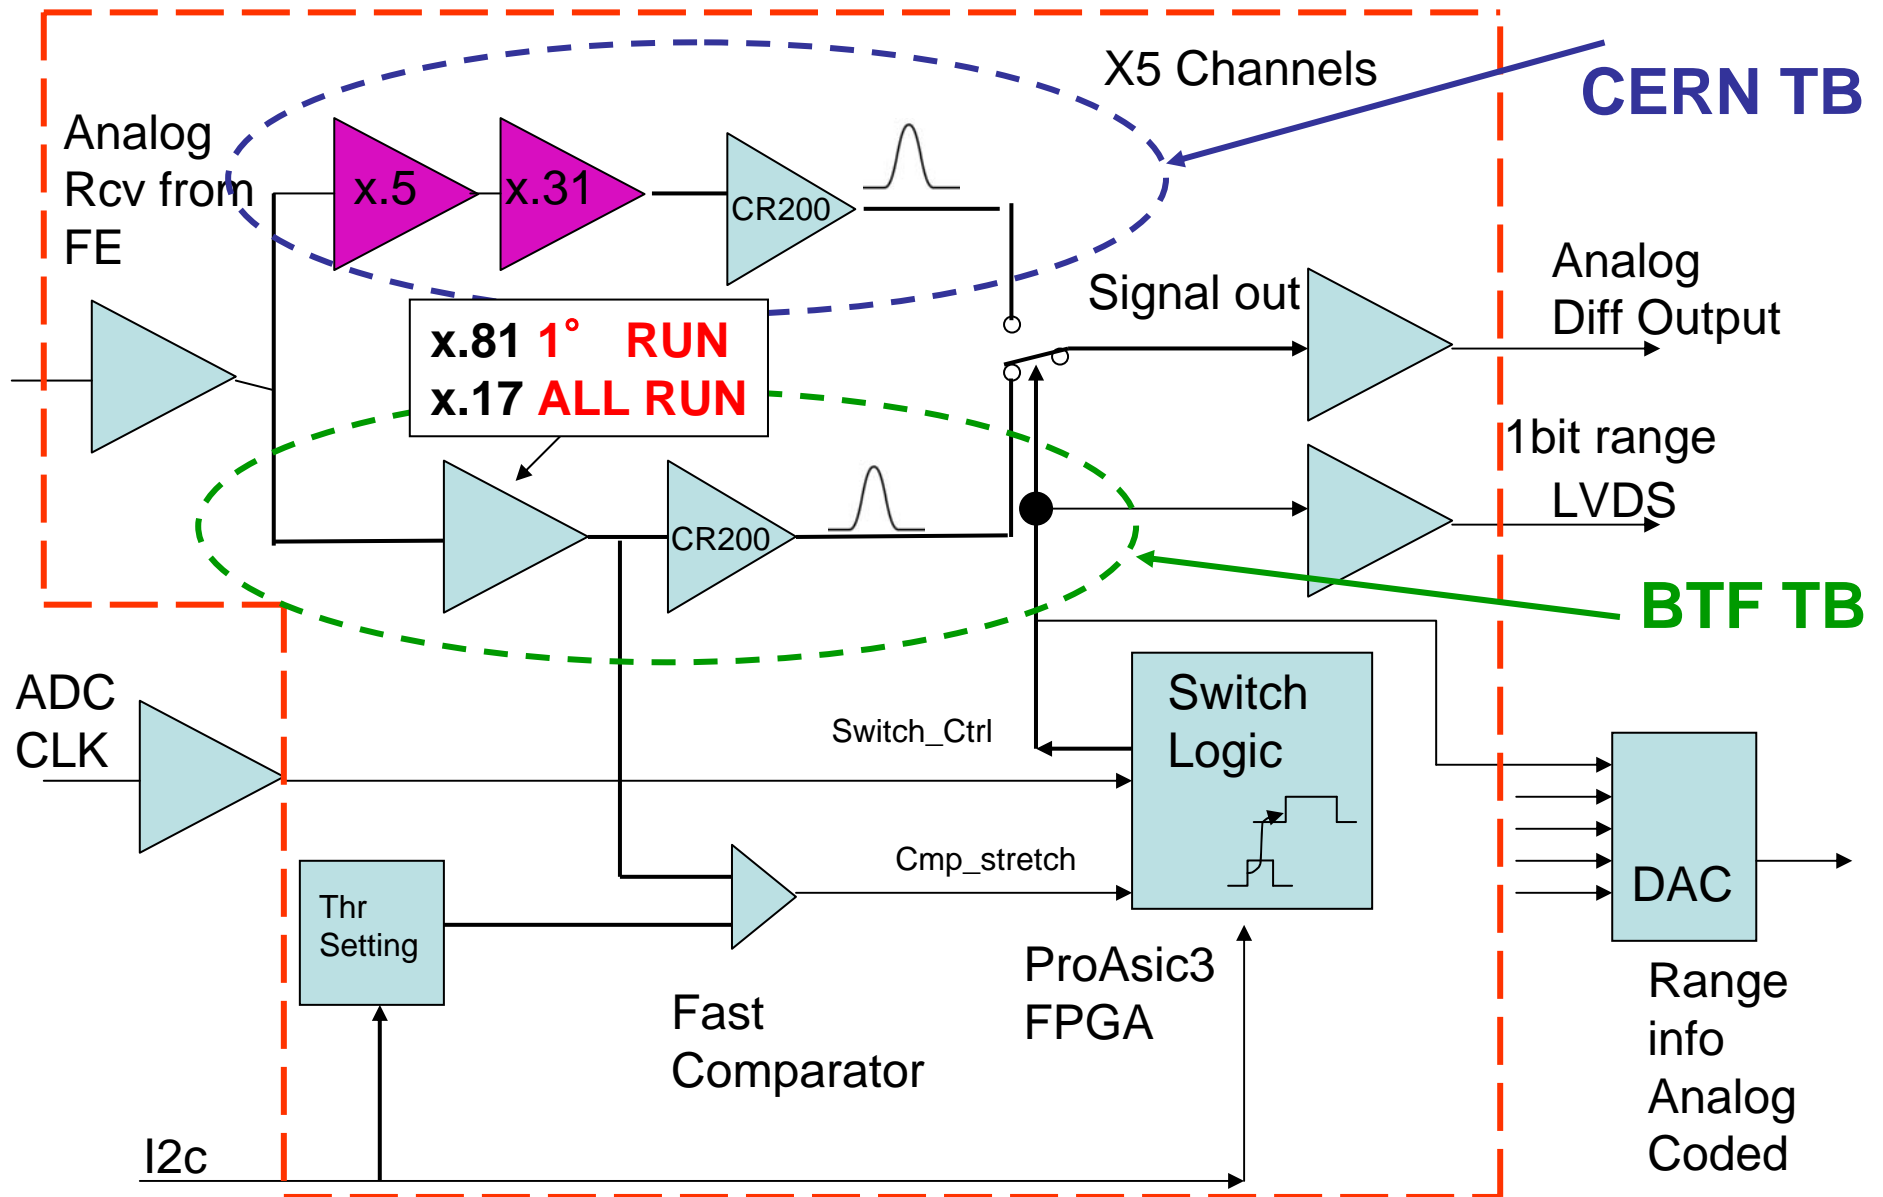 X5 Channels
CERN TB
Analog
Rcv from
FE
x.5
x.31
CR200
Analog
Diff Output
Signal out
x.81 1° RUN
x.17 ALL RUN
1bit range
LVDS
CR200
BTF TB
ADC
CLK
Switch_Ctrl
Switch
Logic
Cmp_stretch
Thr
Setting
DAC
ProAsic3
FPGA
Fast
Comparator
Range
info
Analog
Coded
I2c